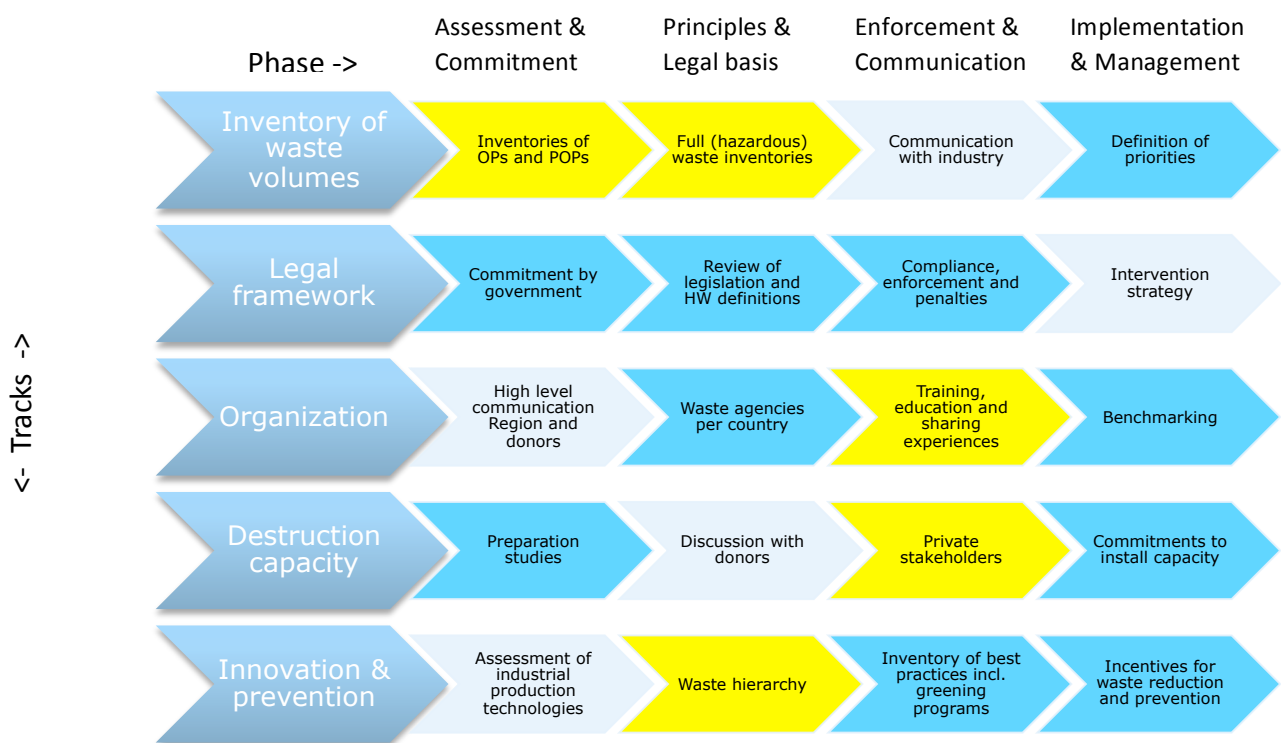 Assessment &
Commitment
Principles &
Legal basis
Enforcement &
Communication
Implementation
& Management
Phase ->
<- Tracks ->
Inventory of
waste
volumes
Inventories of
OPs and POPs
Full (hazardous)
waste inventories
Communication
with industry
Definition of
priorities
Legal
framework
Commitment by
government
Review of
legislation and
HW definitions
Compliance,
enforcement and
penalties
Intervention
strategy
Organization
High level
communication
Region and
donors
Waste agencies
per country
Training,
education and
sharing
experiences
Benchmarking
Destruction
capacity
Preparation
studies
Discussion with
donors
Private
stakeholders
Commitments to
install capacity
Innovation &
prevention
Assessment of
industrial
production
technologies
Waste hierarchy
Inventory of best
practices incl.
greening
programs
Incentives for
waste reduction
and prevention